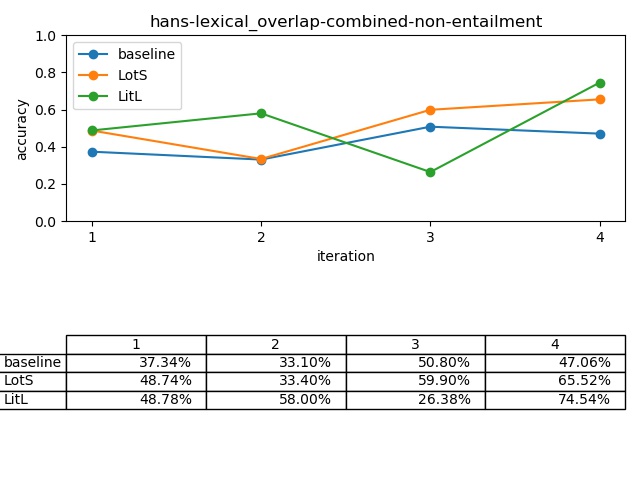 hans-lexical_overlap-combined-non-entailment
1.0
0.8
0.6
0.4
0.2
0.0
accuracy
baseline
LotS
LitL
1 2 3 4
iteration
1 2 3 4
baseline 37.34% 33.10% 50.80% 47.06%
LotS 48.74% 33.40% 59.90% 65.52%
LitL 48.78% 58.00% 26.38% 74.54%